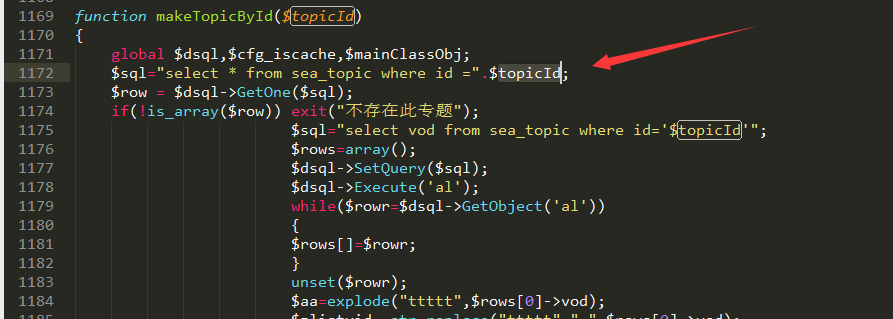 1169 function makeTopicById($topicId)
1170 {
1171 global $dsql,$cfg_iscache,$mainClassObj;
1172 $sql="select * from sea_topic where id =".$topicId;
1173 $row = $dsql->GetOne($sql);
1174 if(!is_array($row)) exit("不存在此专题");
1175 $sql="select vod from sea_topic where id='$topicId'";
1176 $rows=array();
1177 $dsql->SetQuery($sql);
1178 $dsql->Execute('al');
1179 while($rowr=$dsql->GetObject('al'))
1180 {
1181 $rows[]=$rowr;
1182 }
1183 unset($rowr);
1184 $aa=explode("ttttt",$rows[0]->vod);